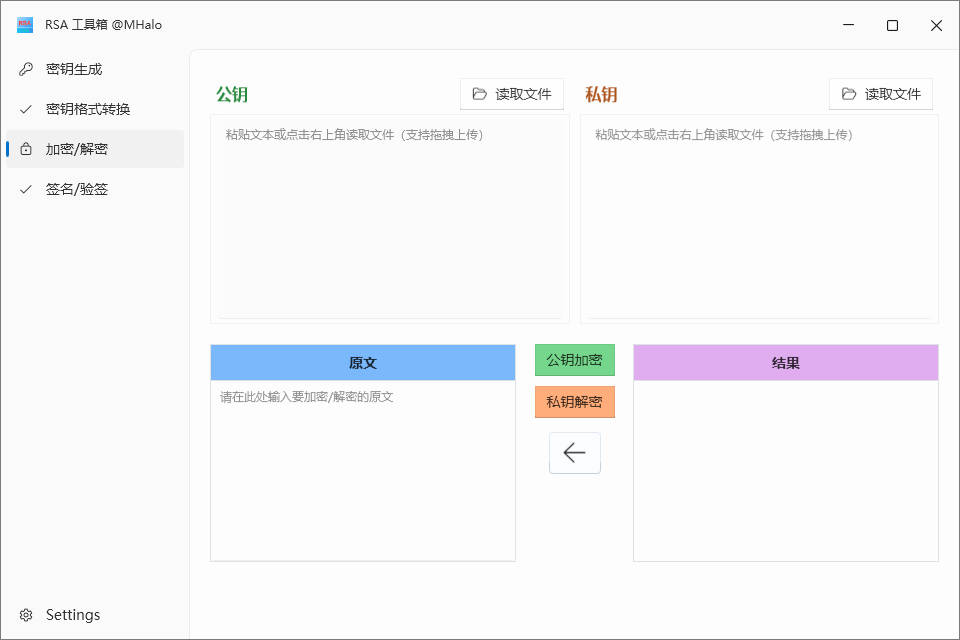 RSA 工具箱 @MHalo
密钥生成
密钥格式转换
加密/解密
签名/验签
Settings
公钥
读取文件
粘贴文本或点击右上角读取文件（支持拖拽上传）
私钥
读取文件
粘贴文本或点击右上角读取文件（支持拖拽上传）
原文
请在此处输入要加密/解密的原文
公钥加密
私钥解密
结果